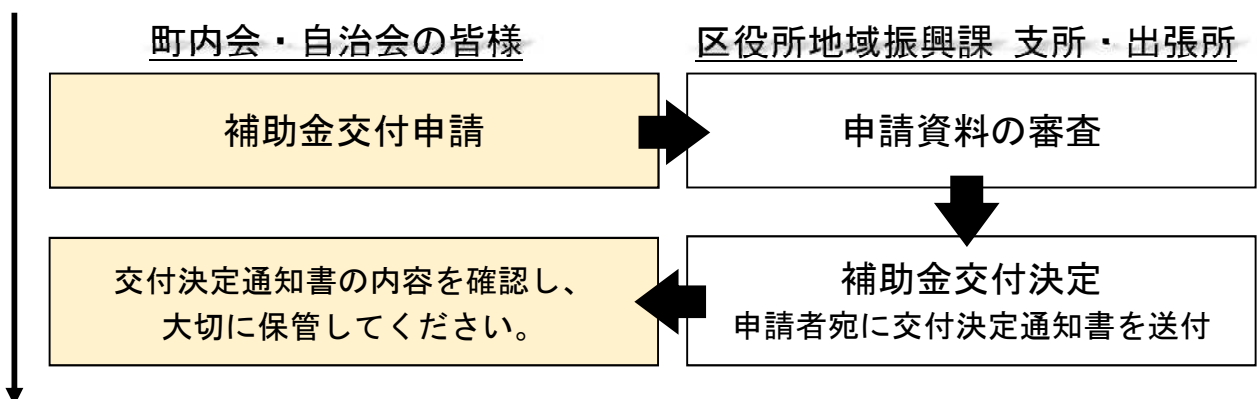 町内会・自治会の皆様
区役所地域振興課 支所・出張所
補助金交付申請
申請資料の審査
補助金交付決定
申請者宛に交付決定通知書を送付
交付決定通知書の内容を確認し、
大切に保管してください。